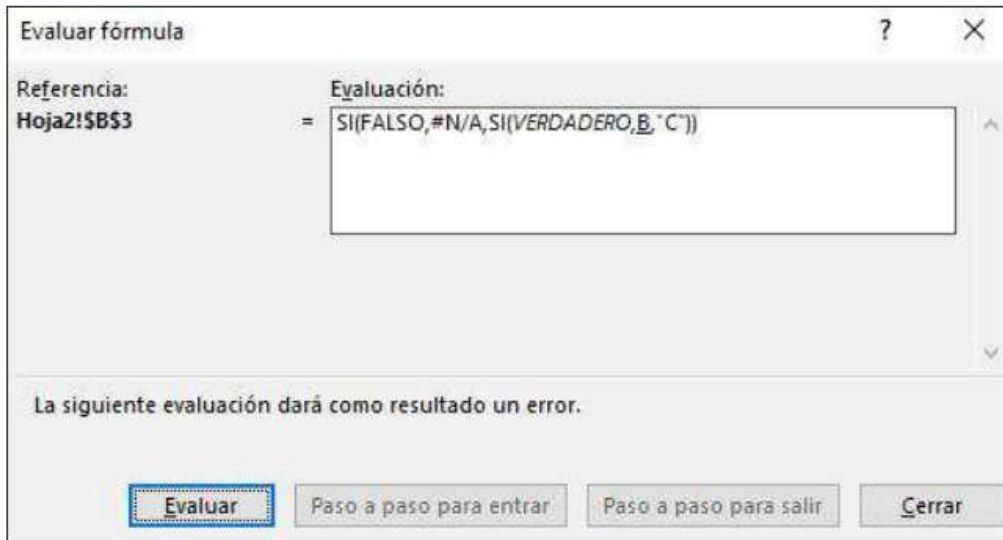 Evaluar fórmula ? ×
Referencia: Evaluación:
Hoja2!$B$3 = SI(FALSO,#N/A,SI(VERDADERO,B,"C"))
La siguiente evaluación dará como resultado un error.
Evaluar Paso a paso para entrar Paso a paso para salir Cerrar